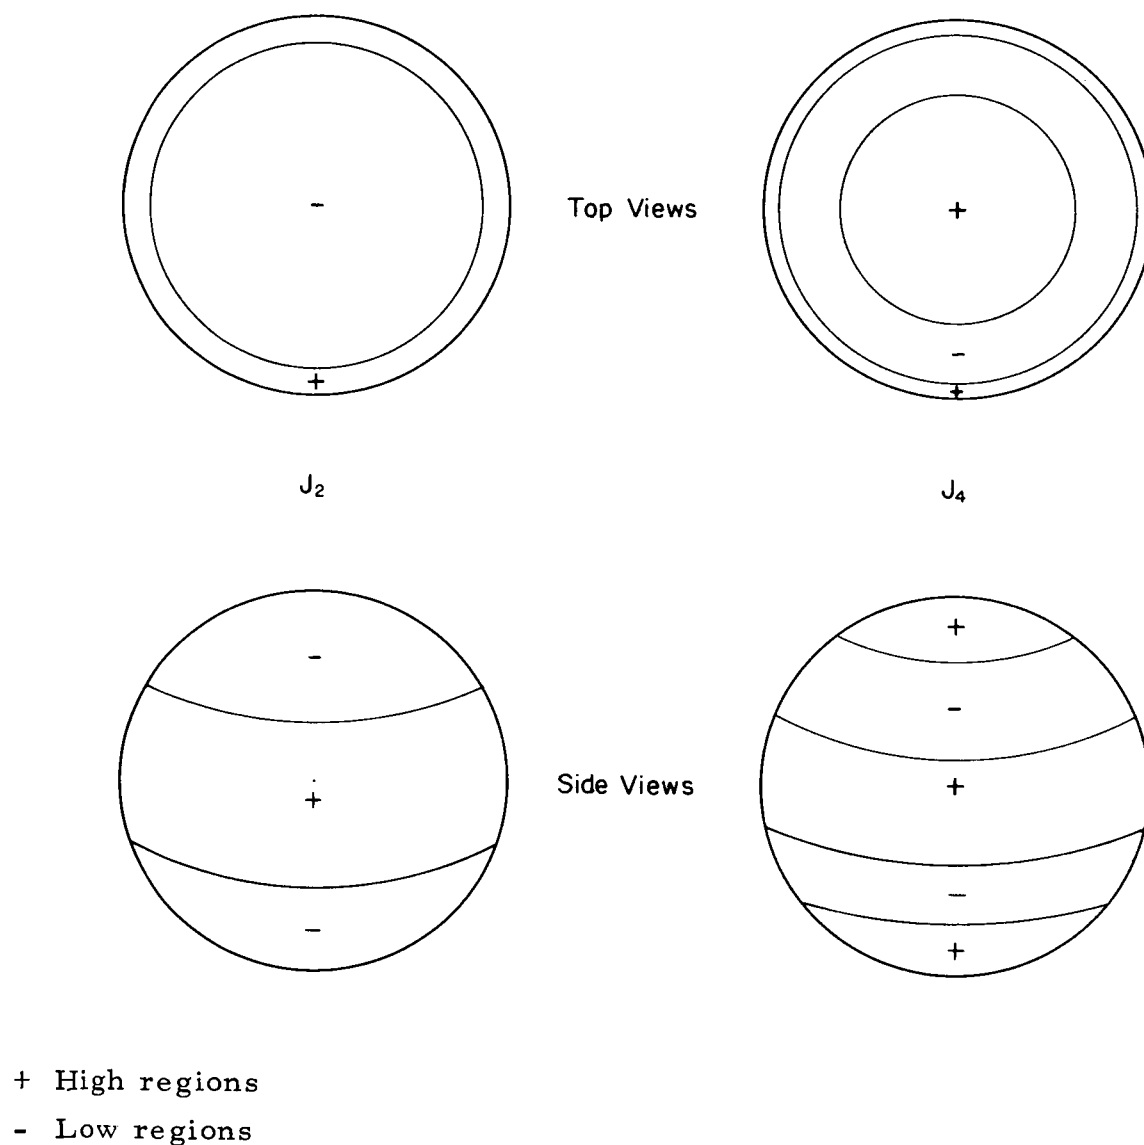 -
+
Top Views
+
-
+
J₂
J₄
-
+
-
Side Views
+
-
+
-
+
+ High regions
- Low regions